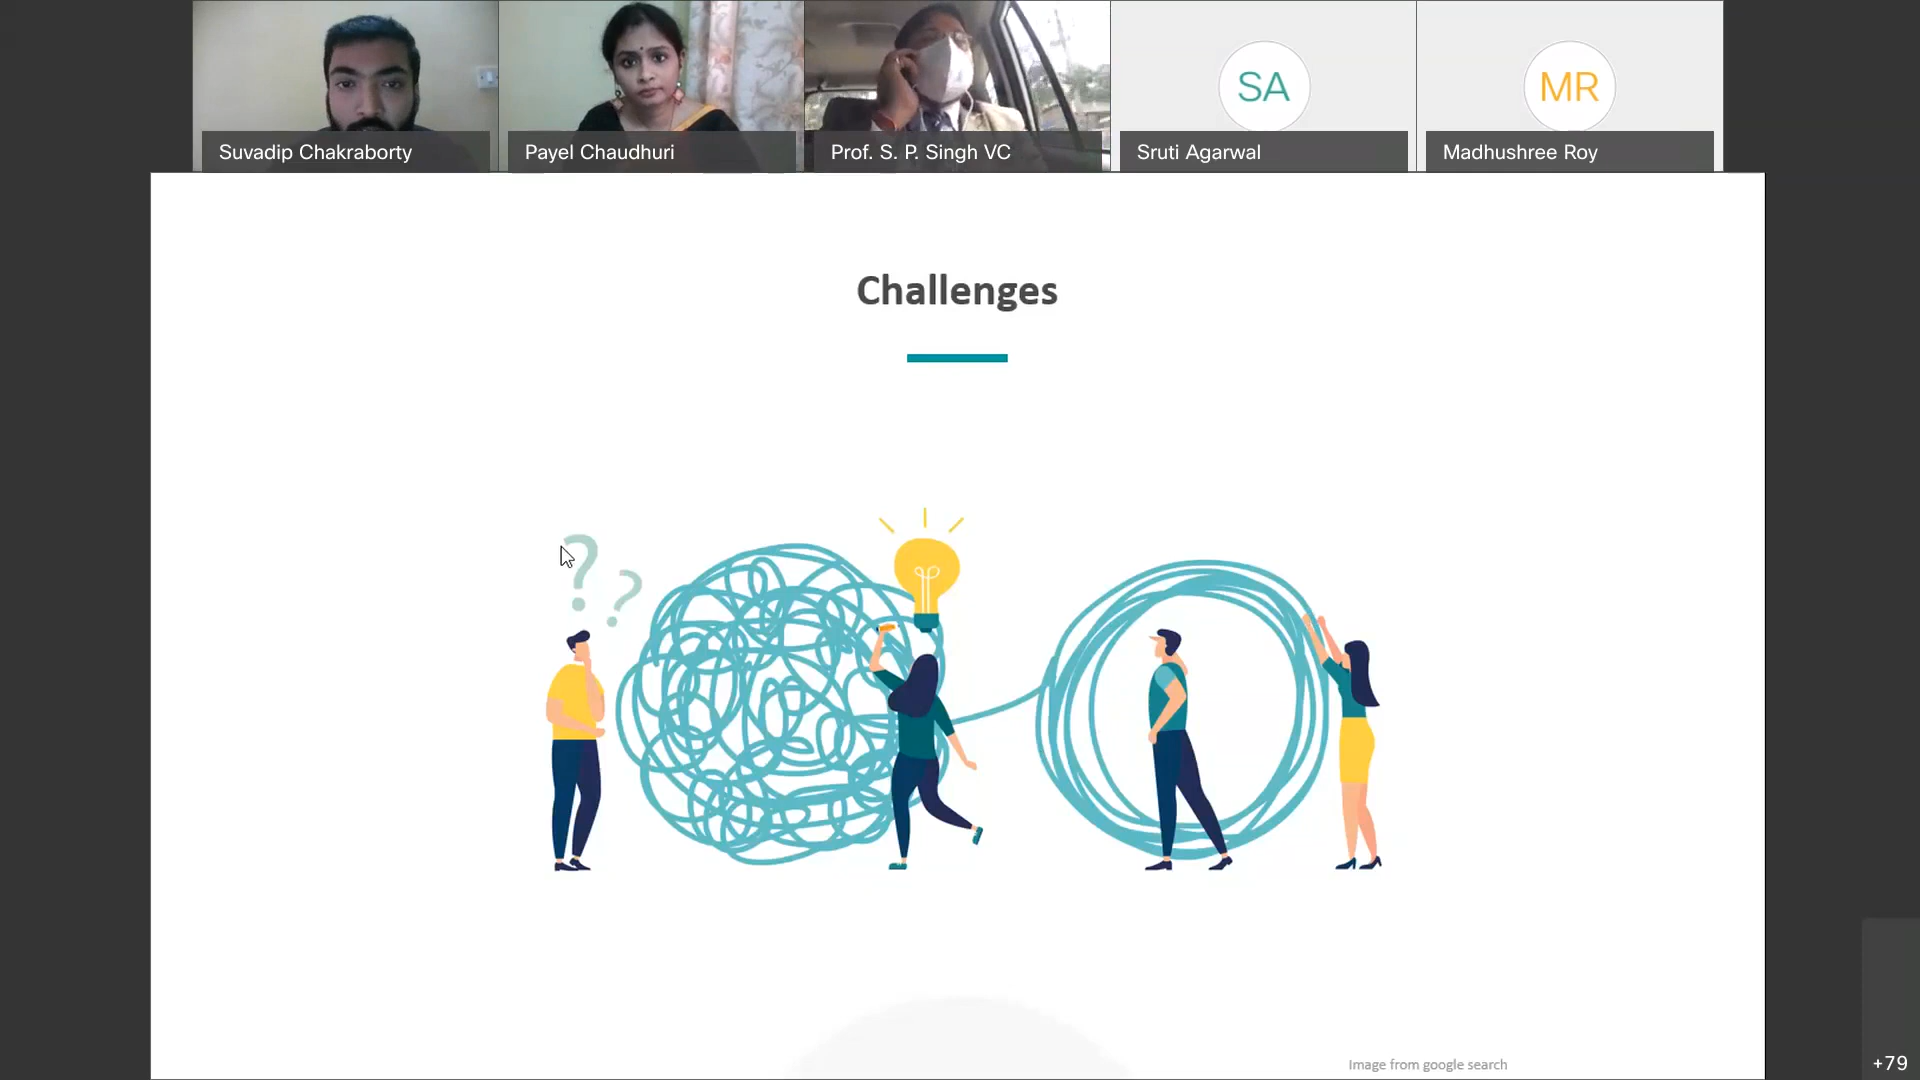 SA
MR
Suvadip Chakraborty
Payel Chaudhuri
Prof. S. P. Singh VC
Sruti Agarwal
Madhushree Roy
Challenges
? ?
Image from google search
+79